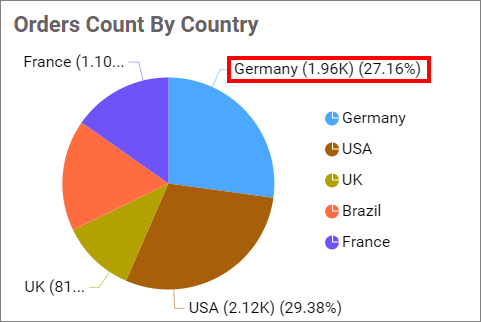 Orders Count By Country
France (1.10...
Germany (1.96K) (27.16%)
Germany
USA
UK
Brazil
France
UK (81...
USA (2.12K) (29.38%)